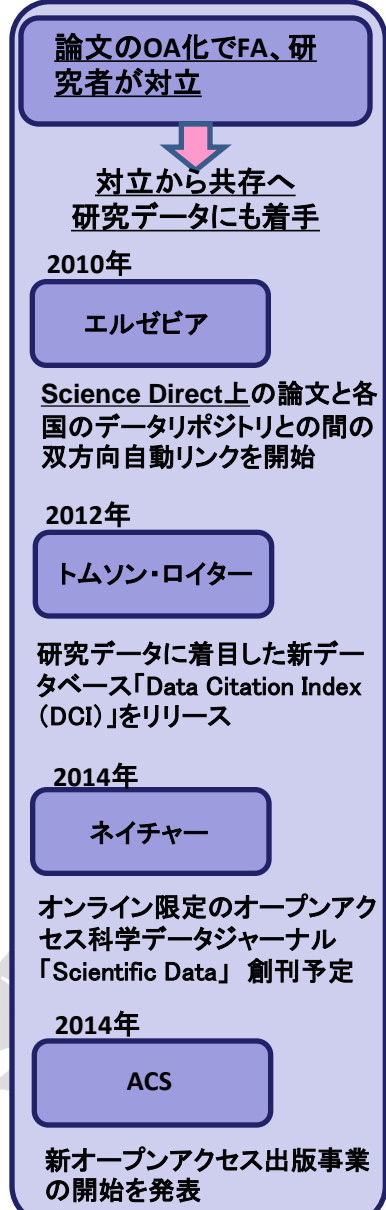 論文のOA化でFA、研
究者が対立
対立から共存へ
研究データにも着手
2010年
エルゼビア
Science Direct上の論文と各
国のデータリポジトリとの間の
双方向自動リンクを開始
2012年
トムソン・ロイター
研究データに着目した新デー
タベース「Data Citation Index
(DCI)」をリリース
2014年
ネイチャー
オンライン限定のオープンアク
セス科学データジャーナル
「Scientific Data」 創刊予定
2014年
ACS
新オープンアクセス出版事業
の開始を発表